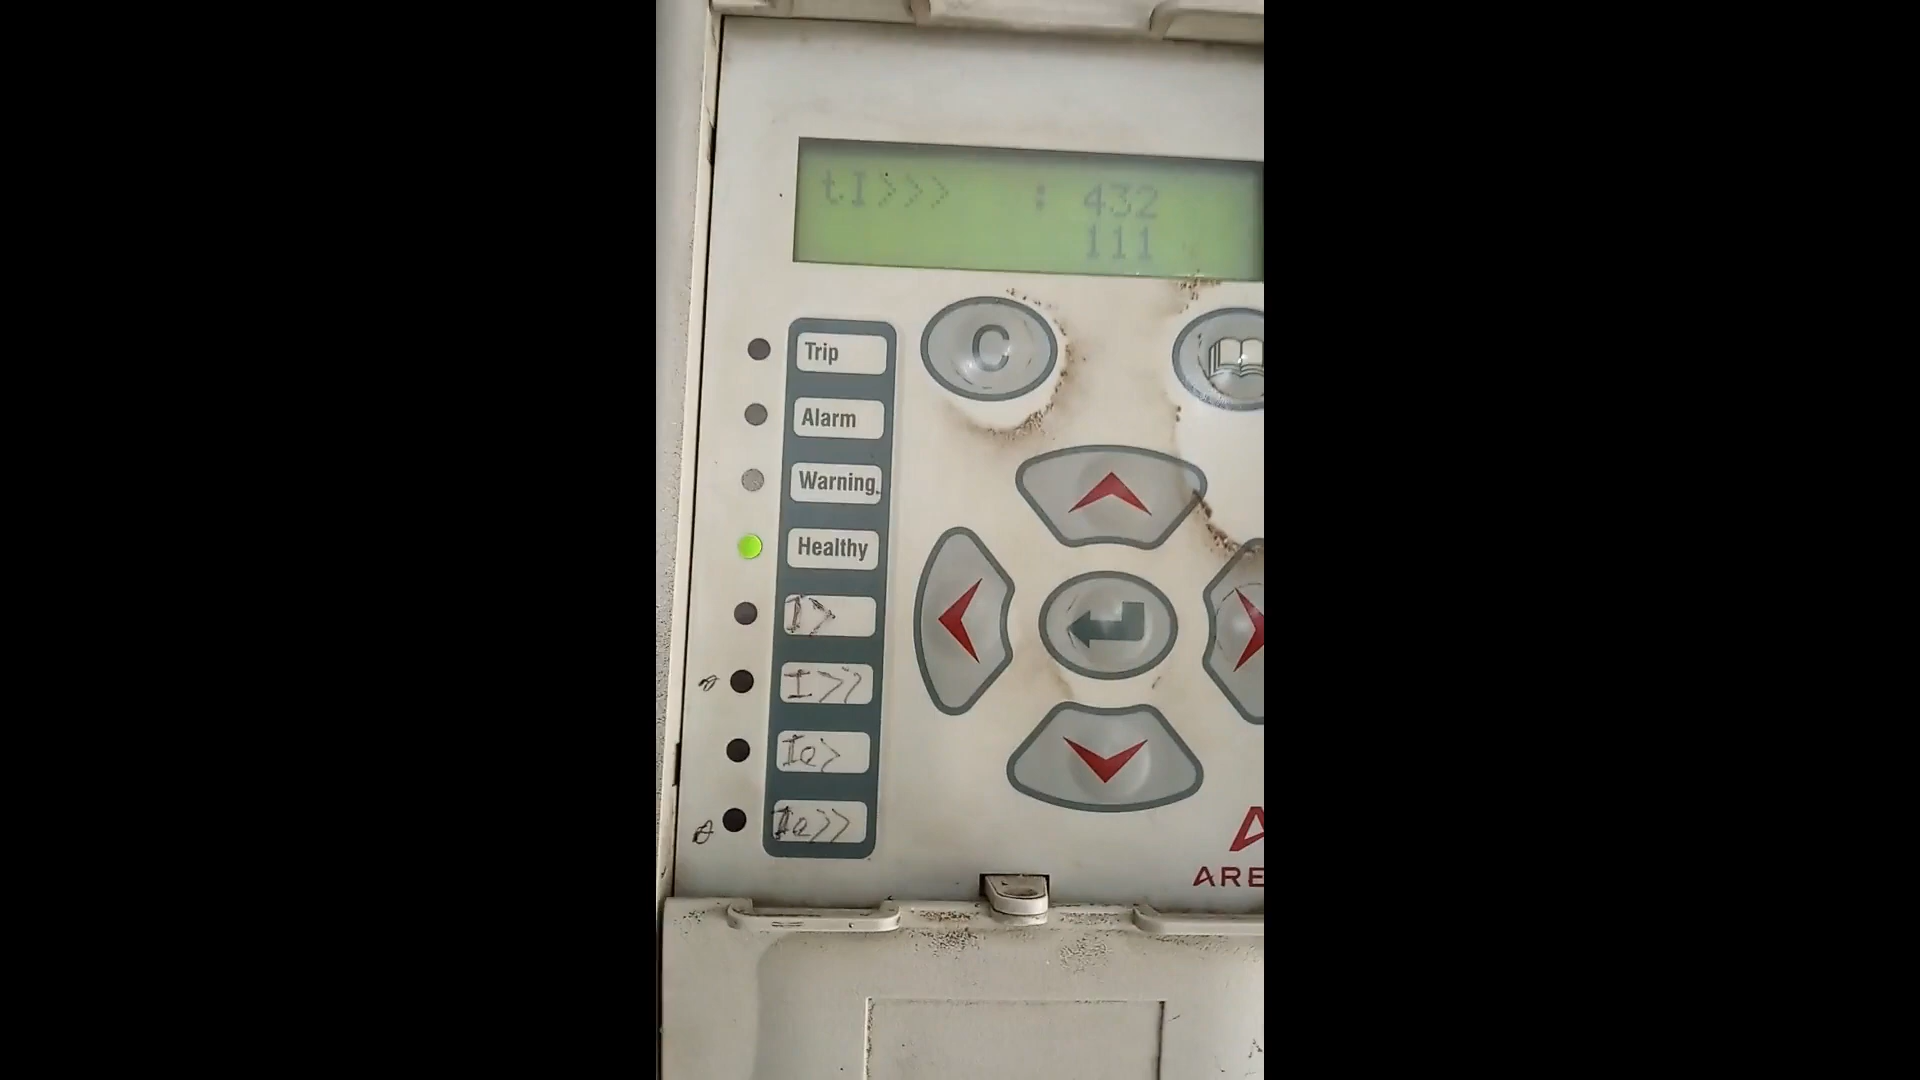 t.I>>> : 432
111
C
Trip
Alarm
Warning
Healthy
I>
I>>
Ie>
Ie>>
ARE